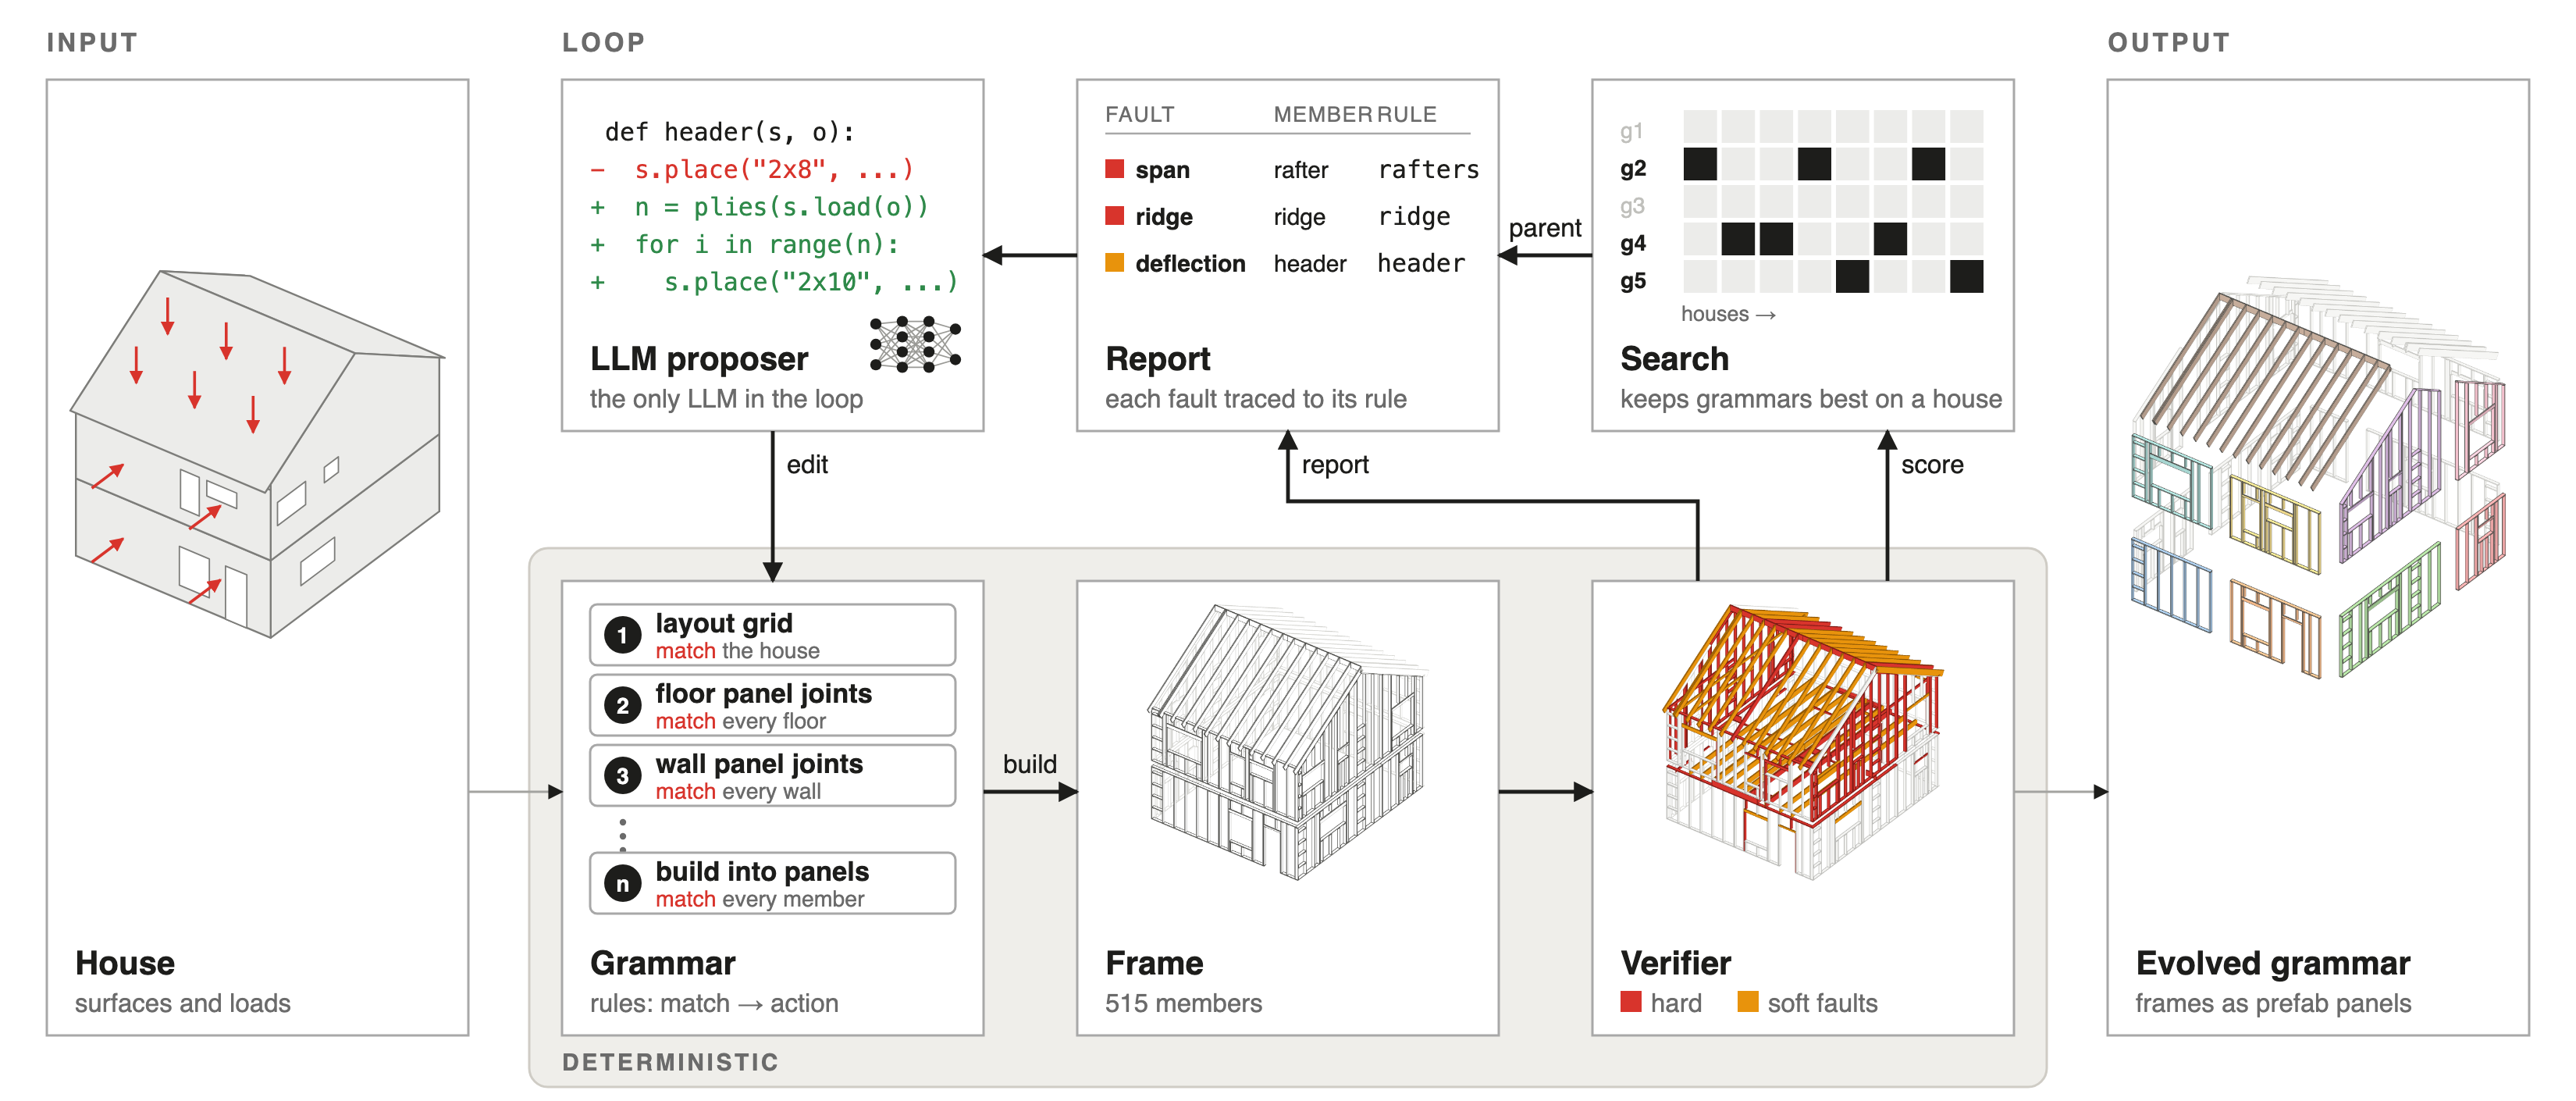 INPUT
LOOP
OUTPUT
def header(s, o):
- s.place("2x8", ...)
+ n = plies(s.load(o))
+ for i in range(n):
+ s.place("2x10", ...)
LLM proposer
the only LLM in the loop
FAULT MEMBER RULE
span rafter rafters
ridge ridge ridge
deflection header header
Report
each fault traced to its rule
parent
g1
g2
g3
g4
g5
houses →
Search
keeps grammars best on a house
edit
report
score
1 layout grid
match the house
2 floor panel joints
match every floor
3 wall panel joints
match every wall
n build into panels
match every member
build
House
surfaces and loads
Grammar
rules: match → action
Frame
515 members
Verifier
hard soft faults
Evolved grammar
frames as prefab panels
DETERMINISTIC